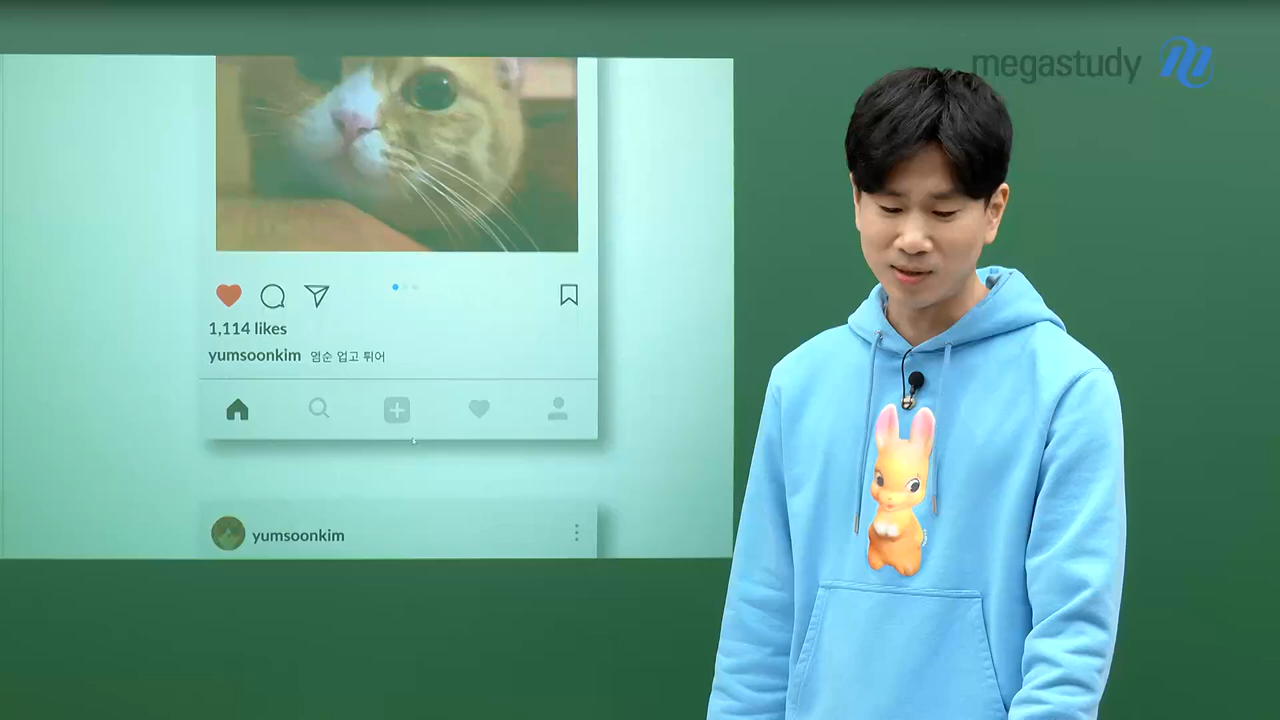 megastudy
1,114 likes
yumsoonkim 염순 업고 튀어
yumsoonkim